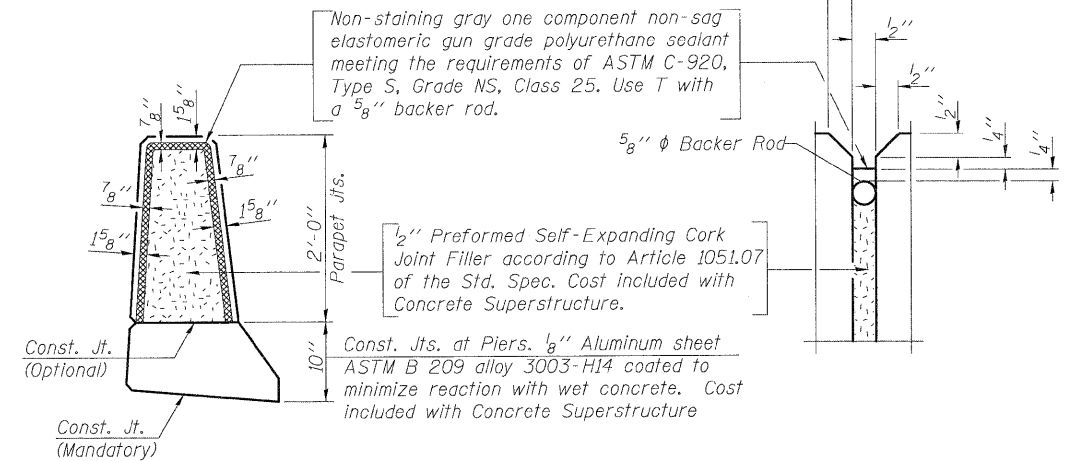 Non-staining gray one component non-sag
elastomeric gun grade polyurethane sealant
meeting the requirements of ASTM C-920,
Type S, Grade NS, Class 25. Use T with
a 5/8" backer rod.
7/8"
1 5/8"
1/2"
1/2"
1/2"
1/4"
1/4"
5/8" ϕ Backer Rod
7/8"
7/8"
1 5/8"
1 5/8"
2'-0"
Parapet Jts.
1/2" Preformed Self-Expanding Cork
Joint Filler according to Article 1051.07
of the Std. Spec. Cost included with
Concrete Superstructure.
10"
Const. Jt.
(Optional)
Const. Jts. at Piers. 1/8" Aluminum sheet
ASTM B 209 alloy 3003-H14 coated to
minimize reaction with wet concrete. Cost
included with Concrete Superstructure
Const. Jt.
(Mandatory)